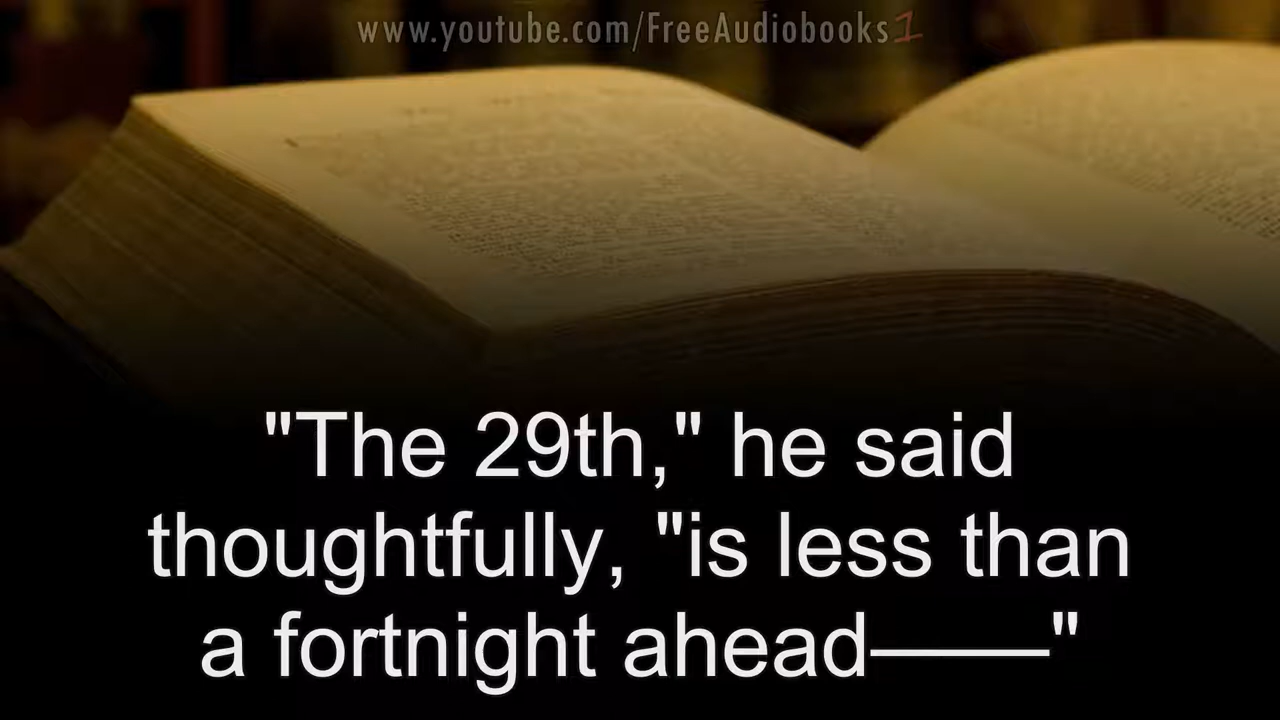 www.youtube.com/FreeAudiobooks1
"The 29th," he said
thoughtfully, "is less than
a fortnight ahead——"